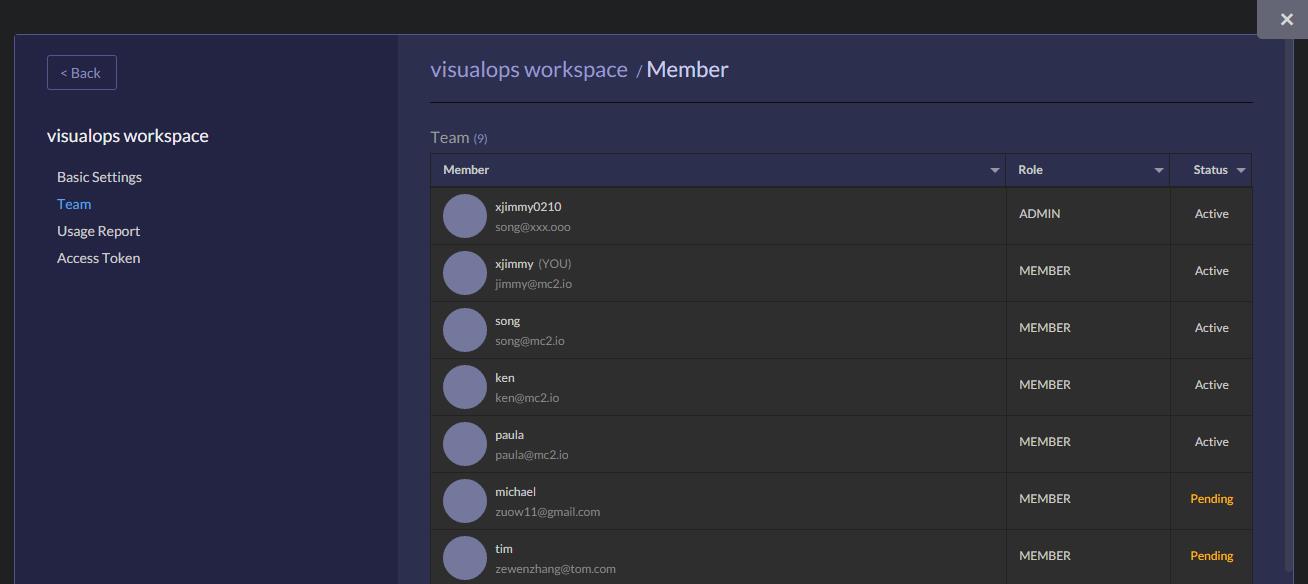 ✕
< Back
visualops workspace / Member
visualops workspace
Basic Settings
Team
Usage Report
Access Token
Team (9)
Member Role Status
xjimmy0210
song@xxx.ooo
ADMIN Active
xjimmy (YOU)
jimmy@mc2.io
MEMBER Active
song
song@mc2.io
MEMBER Active
ken
ken@mc2.io
MEMBER Active
paula
paula@mc2.io
MEMBER Active
michael
zuow11@gmail.com
MEMBER Pending
tim
zewenzhang@tom.com
MEMBER Pending